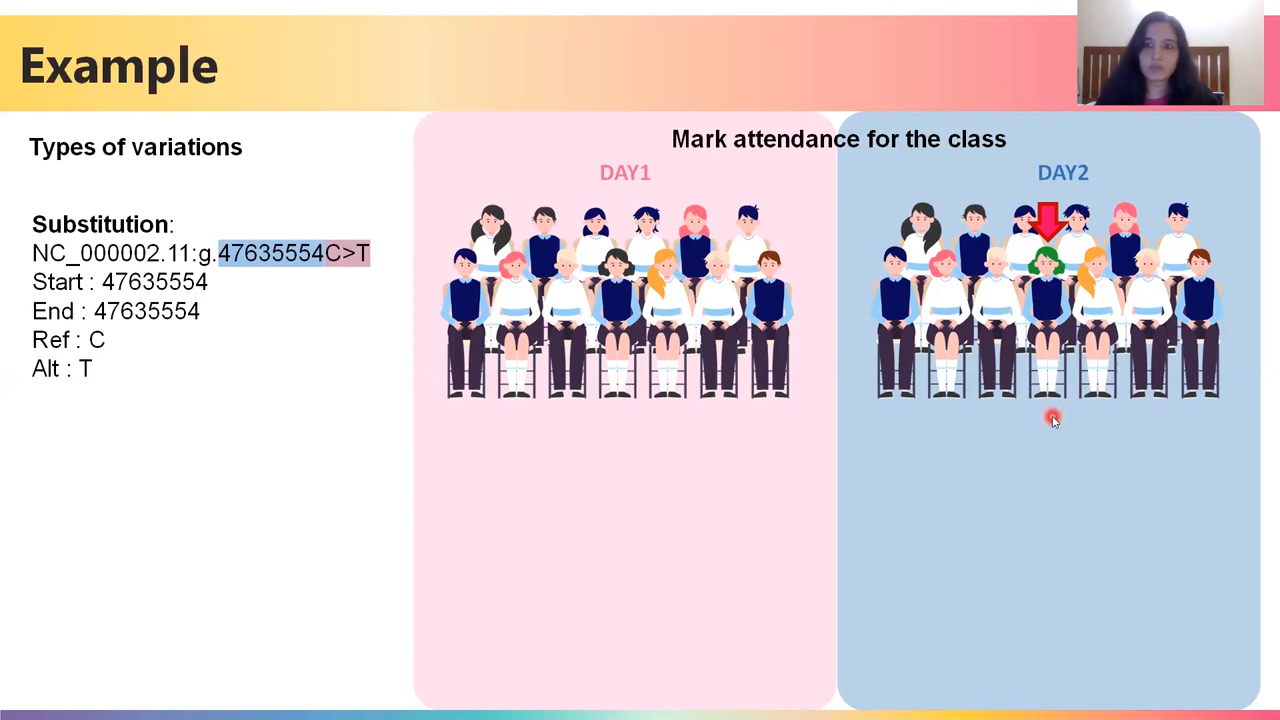 Example
Types of variations
Substitution:
NC_000002.11:g.47635554C>T
Start : 47635554
End : 47635554
Ref : C
Alt : T
Mark attendance for the class
DAY1
DAY2